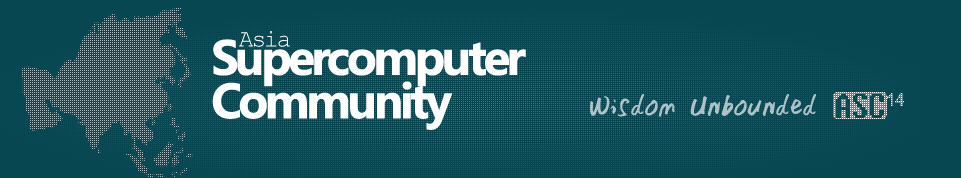 Asia
Supercomputer
Community
Wisdom Unbounded ASC14